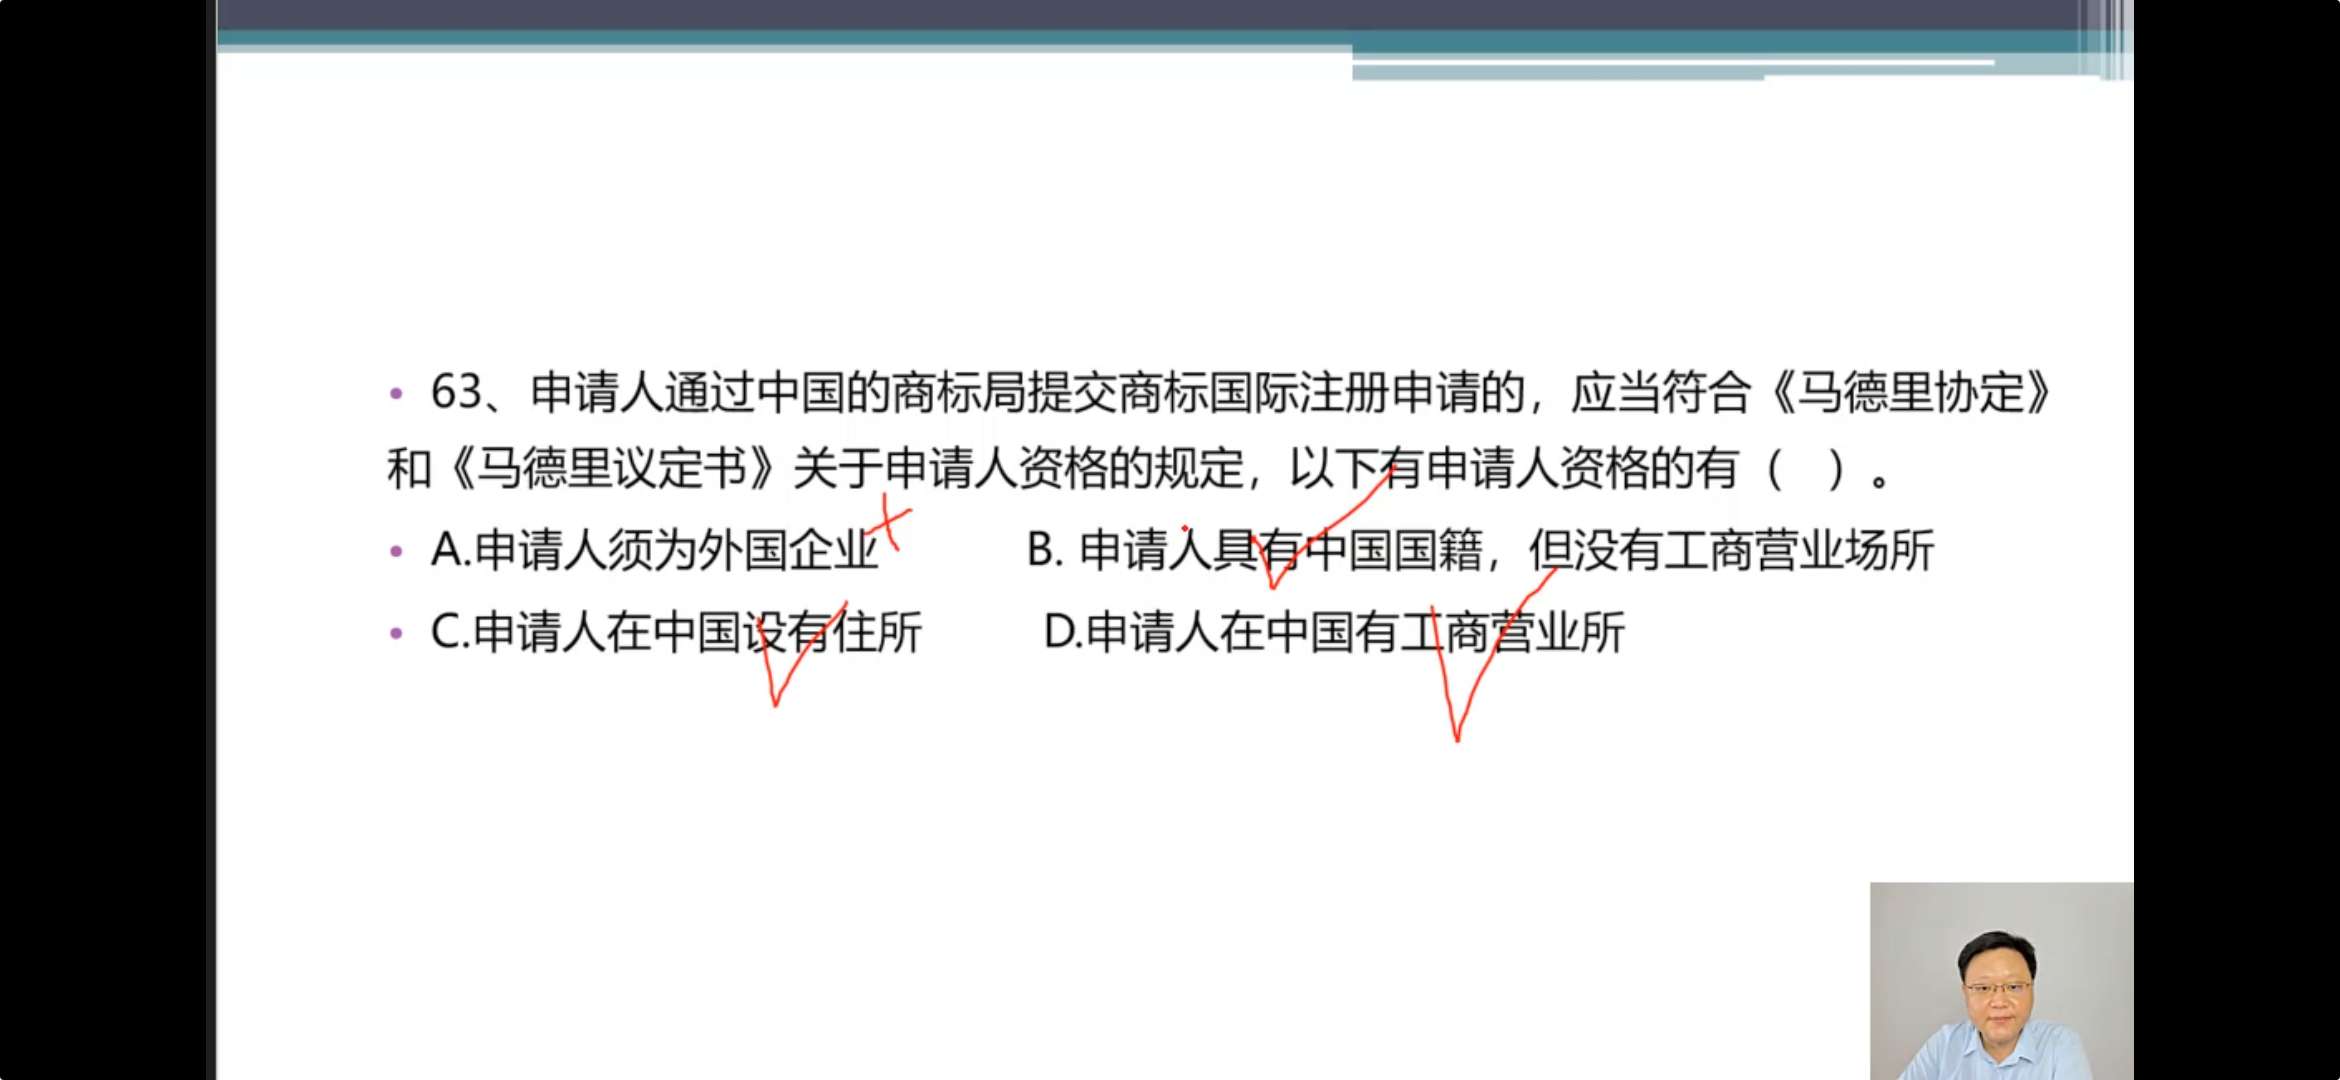 • 63、申请人通过中国的商标局提交商标国际注册申请的，应当符合《马德里协定》
和《马德里议定书》关于申请人资格的规定，以下有申请人资格的有（　）。
• A.申请人须为外国企业　　B. 申请人具有中国国籍，但没有工商营业场所
• C.申请人在中国设有住所　　D.申请人在中国有工商营业所